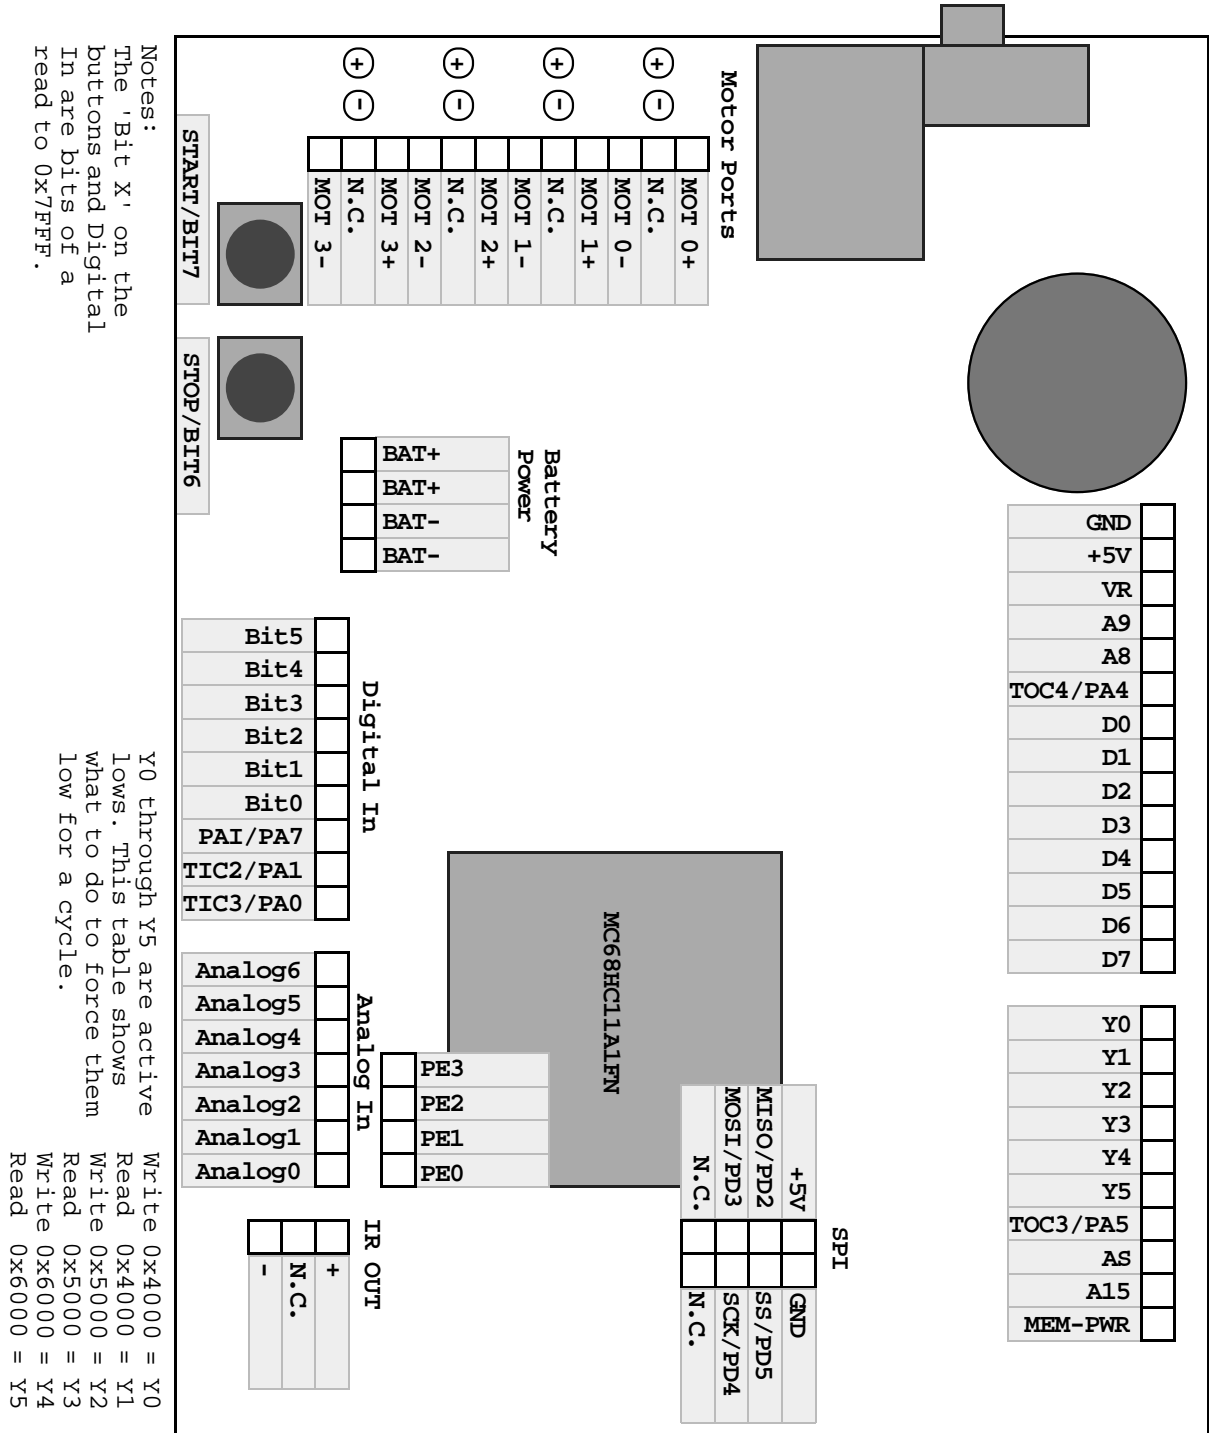 Notes:
The 'Bit X' on the
buttons and Digital
In are bits of a
read to 0x7FFF.
START/BIT7
STOP/BIT6
Motor Ports
+ -
+ -
+ -
+ -
MOT 0+
N.C.
MOT 0-
MOT 1+
N.C.
MOT 1-
MOT 2+
N.C.
MOT 2-
MOT 3+
N.C.
MOT 3-
Battery
Power
BAT+
BAT+
BAT-
BAT-
GND
+5V
VR
A9
A8
TOC4/PA4
D0
D1
D2
D3
D4
D5
D6
D7
Y0
Y1
Y2
Y3
Y4
Y5
TOC3/PA5
AS
A15
MEM-PWR
Digital In
Bit5
Bit4
Bit3
Bit2
Bit1
Bit0
PAI/PA7
TIC2/PA1
TIC3/PA0
Analog In
Analog6
Analog5
Analog4
Analog3
Analog2
Analog1
Analog0
MC68HC11A1FN
PE3
PE2
PE1
PE0
SPI
+5V
MISO/PD2
MOSI/PD3
N.C.
GND
SS/PD5
SCK/PD4
N.C.
IR OUT
+
N.C.
-
Y0 through Y5 are active
lows. This table shows
what to do to force them
low for a cycle.
Write 0x4000 = Y0
Read 0x4000 = Y1
Write 0x5000 = Y2
Read 0x5000 = Y3
Write 0x6000 = Y4
Read 0x6000 = Y5